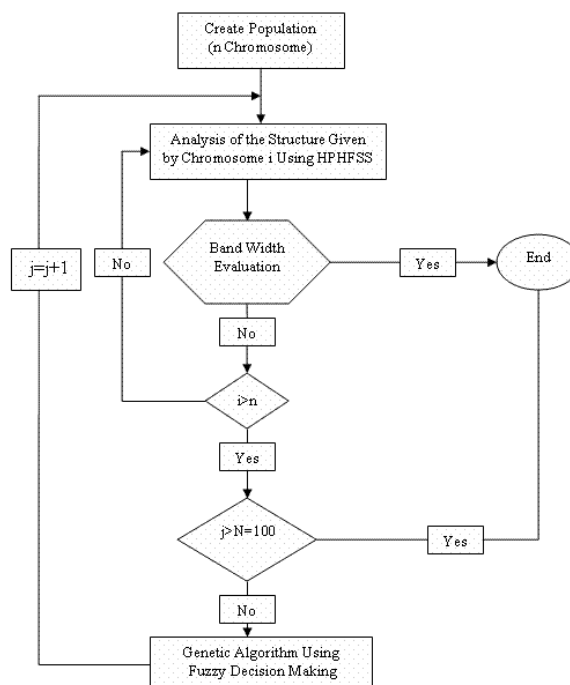 Create Population
(n Chromosome)
Analysis of the Structure Given
by Chromosome i Using HPHFSS
j=j+1
No
Band Width
Evaluation
Yes
End
No
i>n
Yes
j>N=100
Yes
No
Genetic Algorithm Using
Fuzzy Decision Making